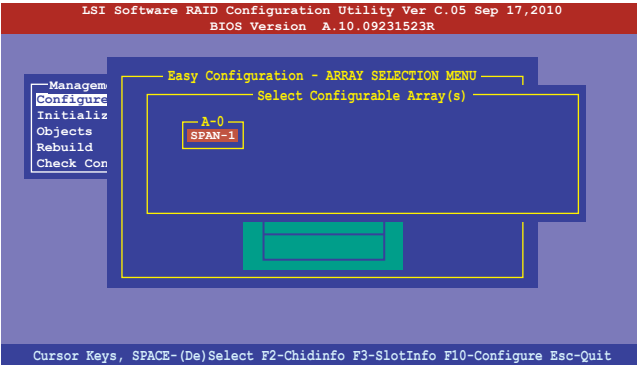 LSI Software RAID Configuration Utility Ver C.05 Sep 17,2010
BIOS Version A.10.09231523R
Easy Configuration - ARRAY SELECTION MENU
Select Configurable Array(s)
A-0
SPAN-1
Managem
Configure
Initializ
Objects
Rebuild
Check Con
Cursor Keys, SPACE-(De)Select F2-Chidinfo F3-SlotInfo F10-Configure Esc-Quit